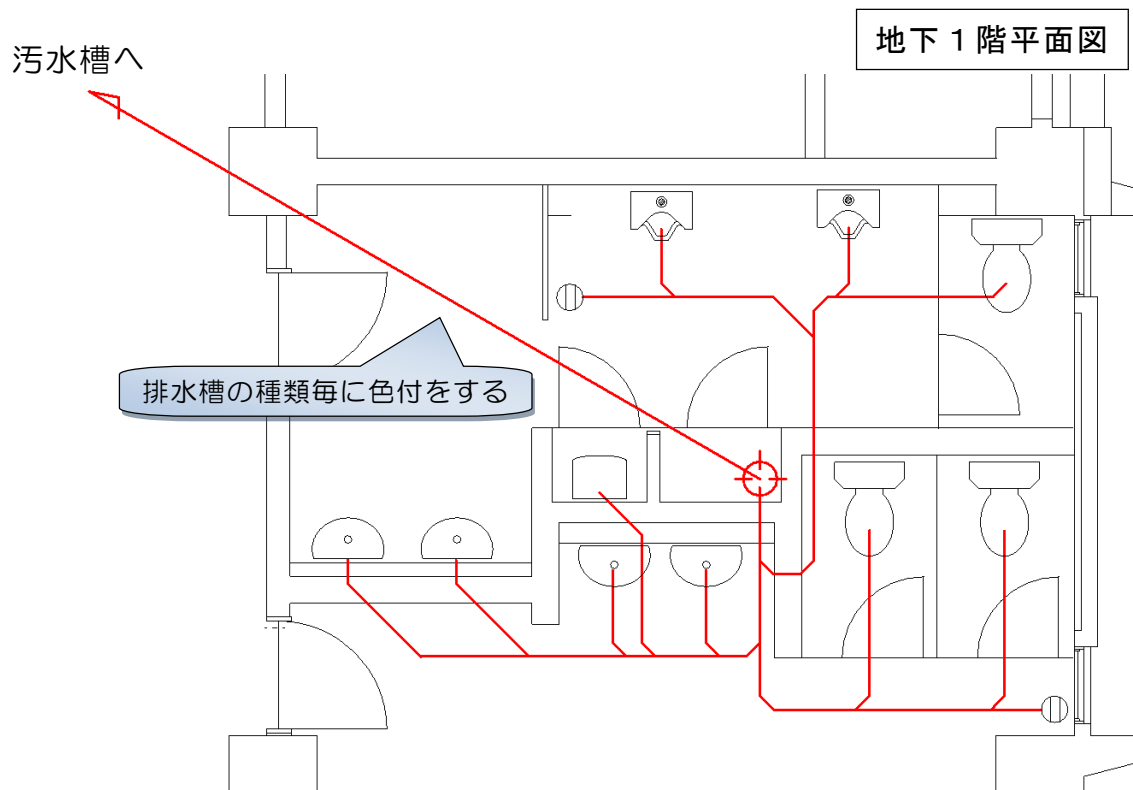 地下１階平面図
汚水槽へ
排水槽の種類毎に色付をする